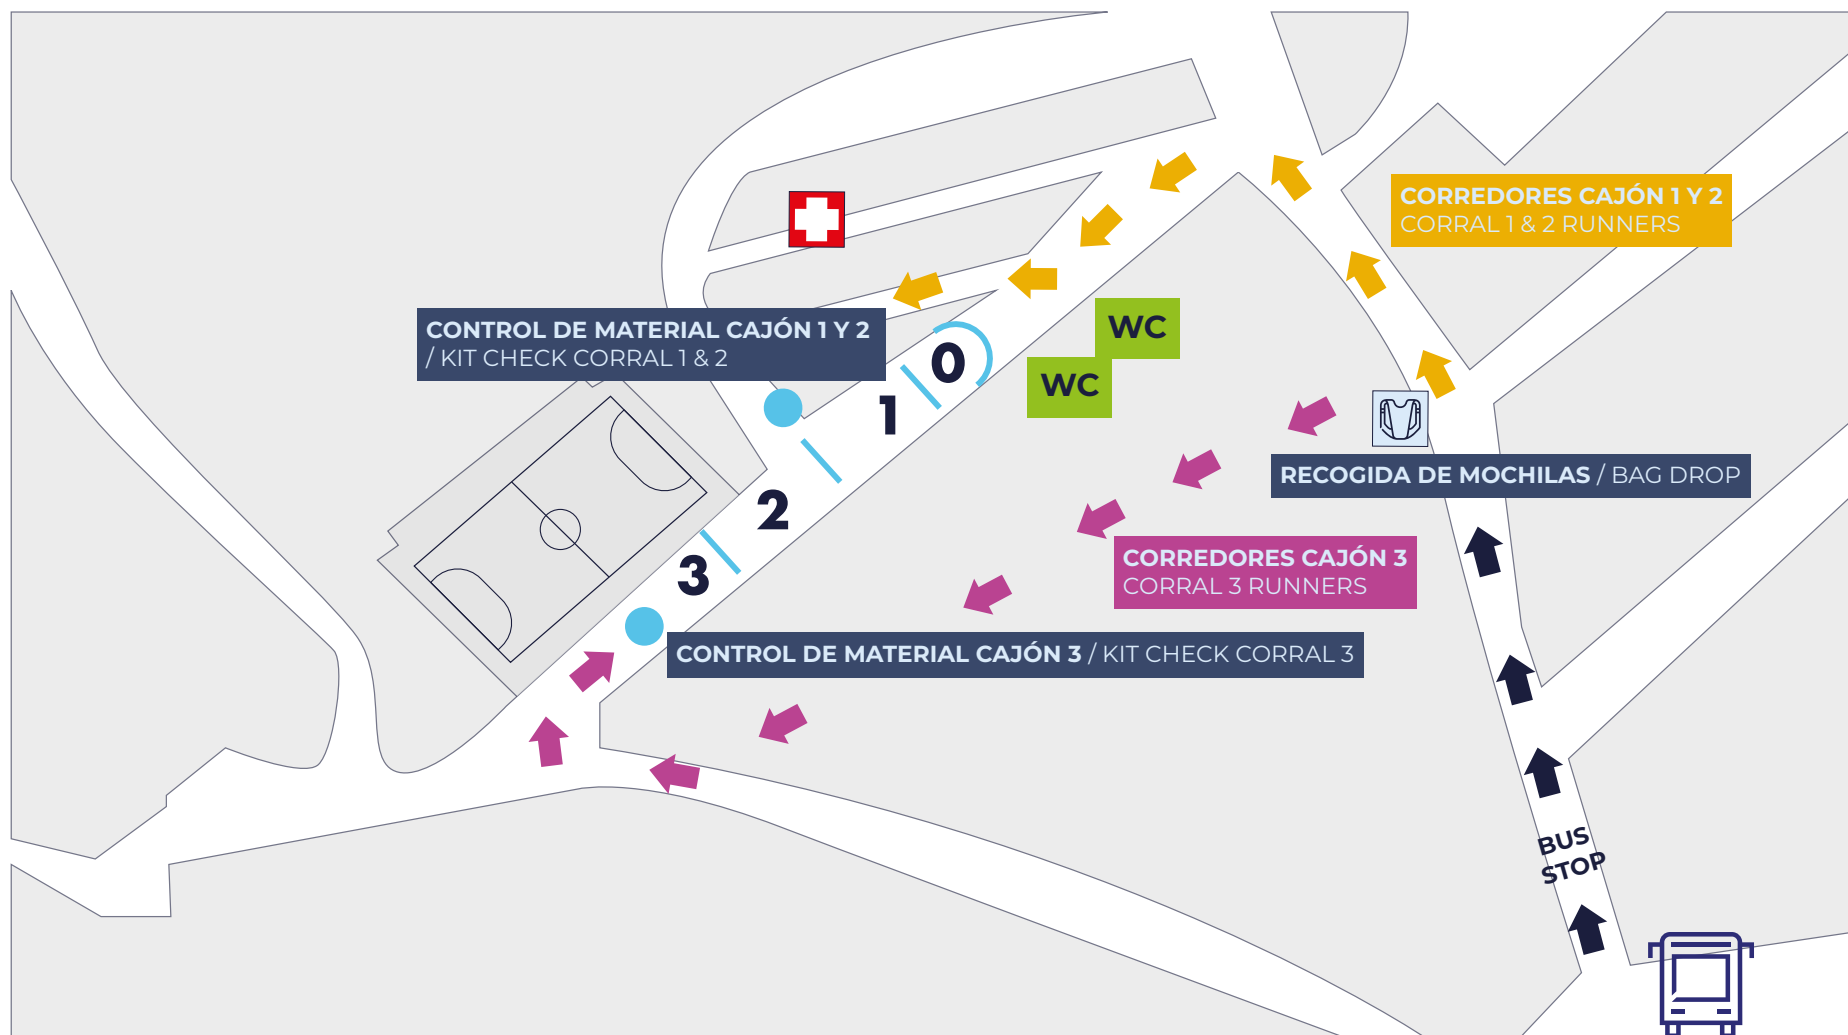 CORREDORES CAJÓN 1 Y 2
CORRAL 1 & 2 RUNNERS
CONTROL DE MATERIAL CAJÓN 1 Y 2
/ KIT CHECK CORRAL 1 & 2
WC
WC
0
1
2
3
RECOGIDA DE MOCHILAS / BAG DROP
CORREDORES CAJÓN 3
CORRAL 3 RUNNERS
CONTROL DE MATERIAL CAJÓN 3 / KIT CHECK CORRAL 3
BUS
STOP